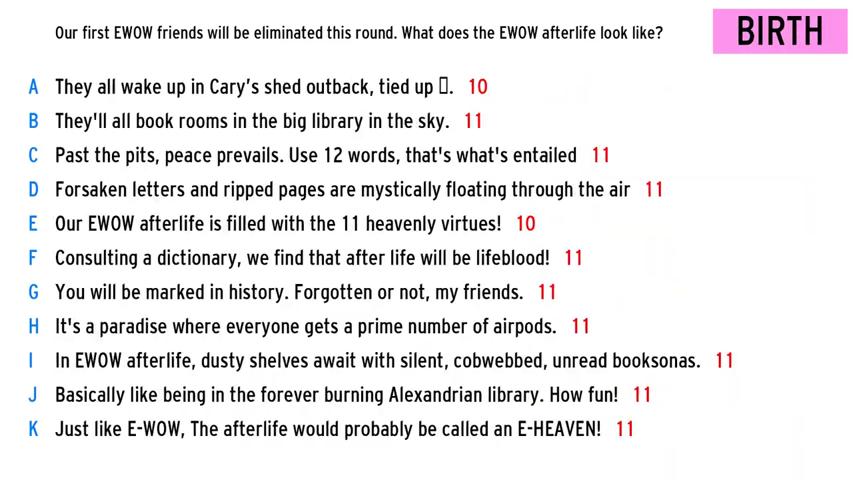 Our first EWOW friends will be eliminated this round. What does the EWOW afterlife look like?
BIRTH
A They all wake up in Cary's shed outback, tied up ▯. 10
B They'll all book rooms in the big library in the sky. 11
C Past the pits, peace prevails. Use 12 words, that's what's entailed 11
D Forsaken letters and ripped pages are mystically floating through the air 11
E Our EWOW afterlife is filled with the 11 heavenly virtues! 10
F Consulting a dictionary, we find that after life will be lifeblood! 11
G You will be marked in history. Forgotten or not, my friends. 11
H It's a paradise where everyone gets a prime number of airpods. 11
I In EWOW afterlife, dusty shelves await with silent, cobwebbed, unread booksonas. 11
J Basically like being in the forever burning Alexandrian library. How fun! 11
K Just like E-WOW, The afterlife would probably be called an E-HEAVEN! 11